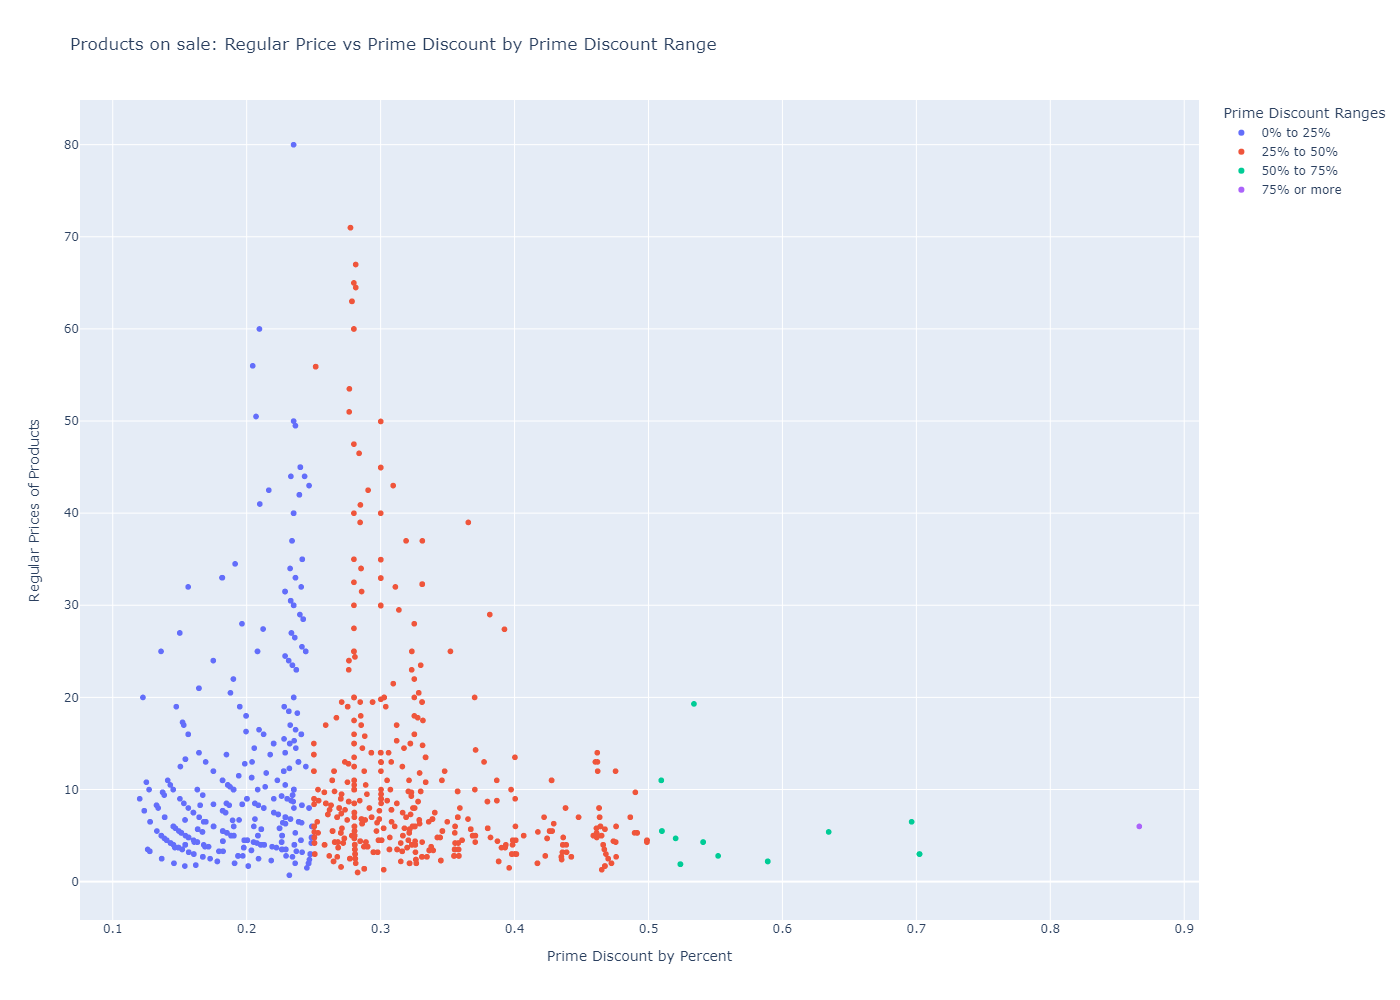 Products on sale: Regular Price vs Prime Discount by Prime Discount Range
Prime Discount Ranges
0% to 25%
25% to 50%
50% to 75%
75% or more
80
70
60
50
40
30
20
10
0
Regular Prices of Products
0.1 0.2 0.3 0.4 0.5 0.6 0.7 0.8 0.9
Prime Discount by Percent